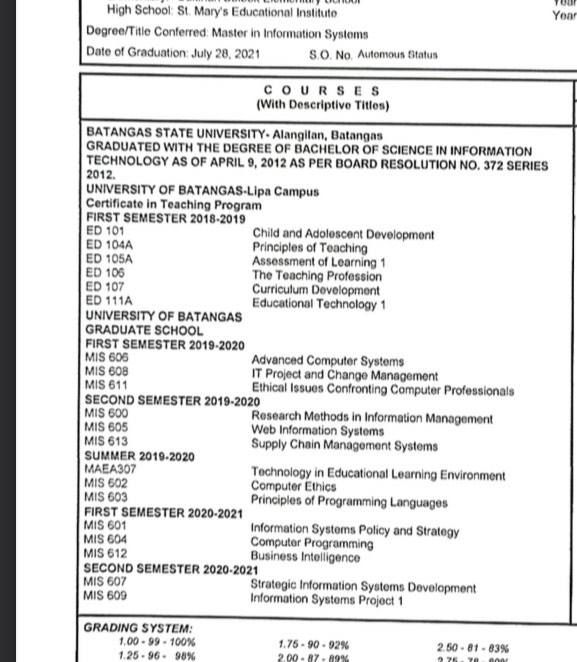 High School: St. Mary's Educational Institute
Year
Degree/Title Conferred: Master in Information Systems
Date of Graduation: July 28, 2021 S.O. No. Automous Status
C O U R S E S
(With Descriptive Titles)
BATANGAS STATE UNIVERSITY- Alangilan, Batangas
GRADUATED WITH THE DEGREE OF BACHELOR OF SCIENCE IN INFORMATION
TECHNOLOGY AS OF APRIL 9, 2012 AS PER BOARD RESOLUTION NO. 372 SERIES
2012.
UNIVERSITY OF BATANGAS-Lipa Campus
Certificate in Teaching Program
FIRST SEMESTER 2018-2019
ED 101 Child and Adolescent Development
ED 104A Principles of Teaching
ED 105A Assessment of Learning 1
ED 106 The Teaching Profession
ED 107 Curriculum Development
ED 111A Educational Technology 1
UNIVERSITY OF BATANGAS
GRADUATE SCHOOL
FIRST SEMESTER 2019-2020
MIS 606 Advanced Computer Systems
MIS 608 IT Project and Change Management
MIS 611 Ethical Issues Confronting Computer Professionals
SECOND SEMESTER 2019-2020
MIS 600 Research Methods in Information Management
MIS 605 Web Information Systems
MIS 613 Supply Chain Management Systems
SUMMER 2019-2020
MAEA307 Technology in Educational Learning Environment
MIS 602 Computer Ethics
MIS 603 Principles of Programming Languages
FIRST SEMESTER 2020-2021
MIS 601 Information Systems Policy and Strategy
MIS 604 Computer Programming
MIS 612 Business Intelligence
SECOND SEMESTER 2020-2021
MIS 607 Strategic Information Systems Development
MIS 609 Information Systems Project 1
GRADING SYSTEM:
1.00 - 99 - 100% 1.75 - 90 - 92% 2.50 - 81 - 83%
1.25 - 96 - 98% 2.00 - 87 - 89%